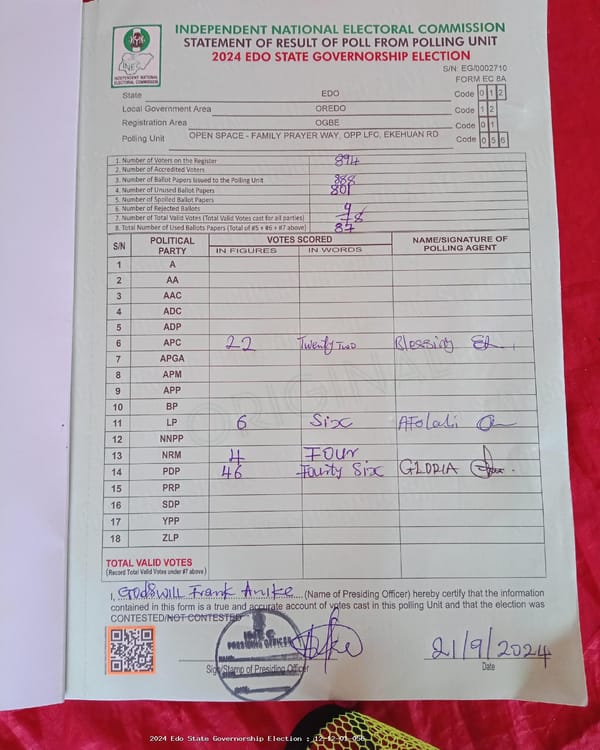 INDEPENDENT NATIONAL ELECTORAL COMMISSION
STATEMENT OF RESULT OF POLL FROM POLLING UNIT
2024 EDO STATE GOVERNORSHIP ELECTION
INEC
INDEPENDENT NATIONAL
ELECTORAL COMMISSION
S/N: EG/0002710
FORM EC 8A
State EDO Code 0 1 2
Local Government Area OREDO Code 1 2
Registration Area OGBE Code 0 1
Polling Unit OPEN SPACE - FAMILY PRAYER WAY, OPP LFC, EKEHUAN RD Code 0 5 6
1. Number of Voters on the Register 894
2. Number of Accredited Voters
3. Number of Ballot Papers Issued to the Polling Unit 888
4. Number of Unused Ballot Papers 801
5. Number of Spoiled Ballot Papers
6. Number of Rejected Ballots 9
7. Number of Total Valid Votes (Total Valid Votes cast for all parties) 78
8. Total Number of Used Ballots Papers (Total of #5 + #6 + #7 above) 87
S/N POLITICAL PARTY VOTES SCORED NAME/SIGNATURE OF POLLING AGENT
IN FIGURES IN WORDS
1 A
2 AA
3 AAC
4 ADC
5 ADP
6 APC 22 Twenty Two Blessing
7 APGA
8 APM
9 APP
10 BP
11 LP 6 Six Afolabi
12 NNPP
13 NRM 4 FOUR
14 PDP 46 Fourty Six GLORIA
15 PRP
16 SDP
17 YPP
18 ZLP
ORIGINAL
TOTAL VALID VOTES
(Record Total Valid Votes under #7 above)
I, Godswill Frank Anike (Name of Presiding Officer) hereby certify that the information
contained in this form is a true and accurate account of votes cast in this polling Unit and that the election was
CONTESTED/NOT CONTESTED
INEC
PRESIDING OFFICER
21/9/2024
Sign/Stamp of Presiding Officer Date
2024 Edo State Governorship Election : 12-12-01-056